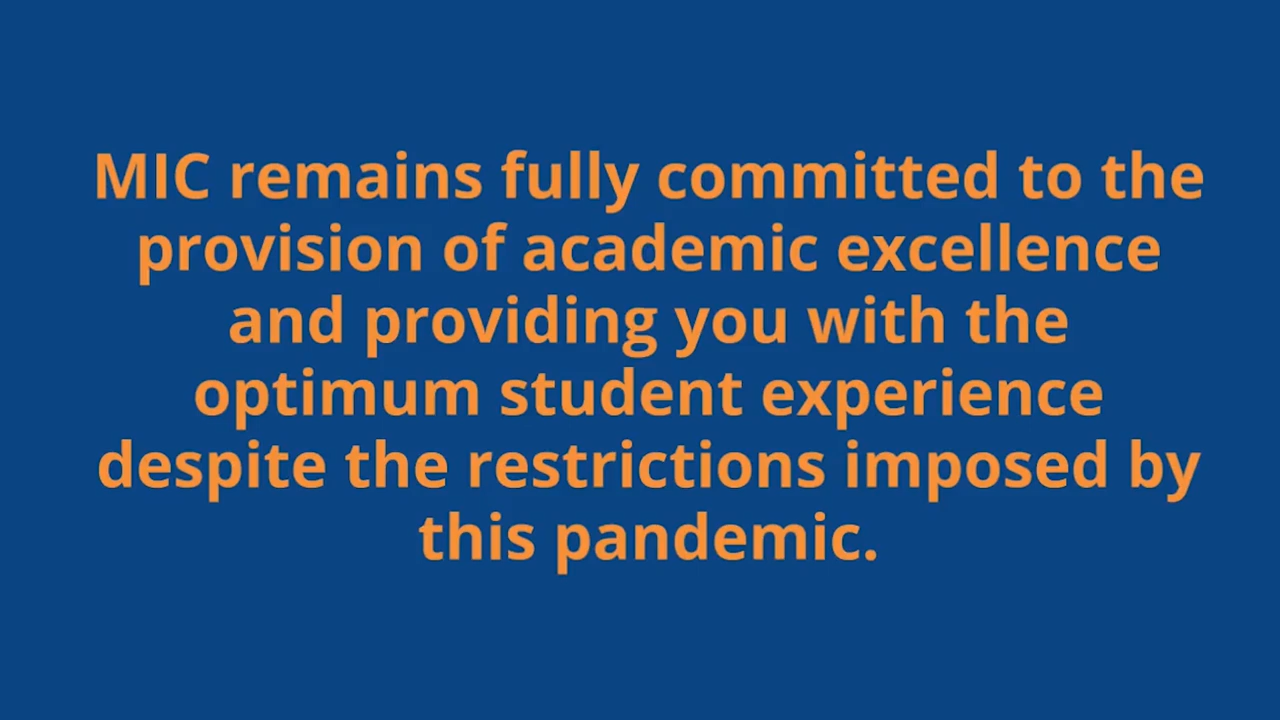 MIC remains fully committed to the
provision of academic excellence
and providing you with the
optimum student experience
despite the restrictions imposed by
this pandemic.